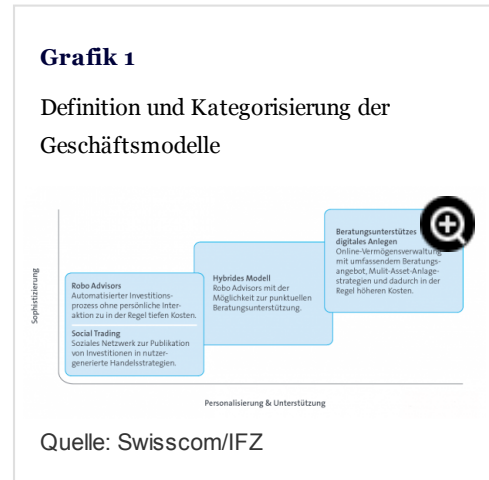 Grafik 1
Definition und Kategorisierung der
Geschäftsmodelle
Sophistizierung
Robo Advisors
Automatisierter Investitions-
prozess ohne persönliche Inter-
aktion zu in der Regel tiefen Kosten.
Social Trading
Soziales Netzwerk zur Publikation
von Investitionen in nutzer-
generierte Handelsstrategien.
Hybrides Modell
Robo Advisors mit der
Möglichkeit zur punktuellen
Beratungsunterstützung.
Beratungsunterstützes
digitales Anlegen
Online-Vermögensverwaltung
mit umfassendem Beratungs-
angebot, Mulit-Asset-Anlage-
strategien und dadurch in der
Regel höheren Kosten.
Personalisierung & Unterstützung
Quelle: Swisscom/IFZ